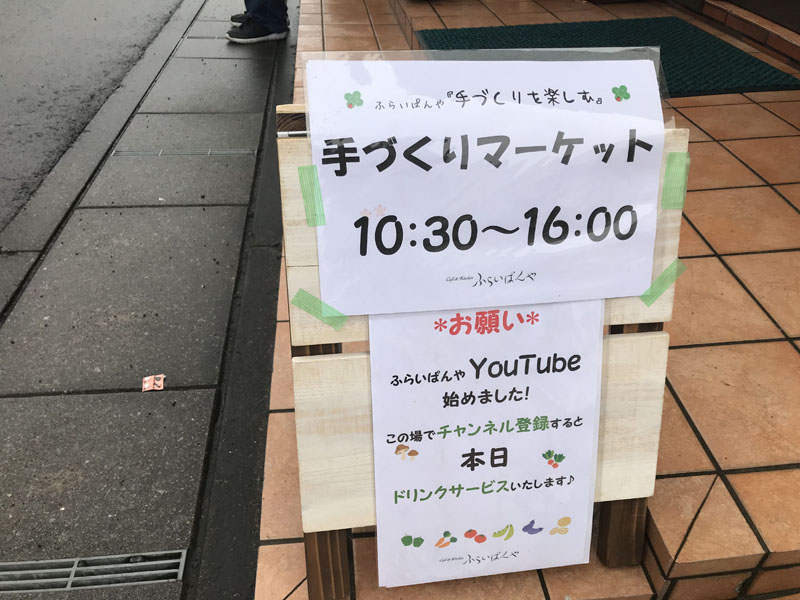 ふらいぱんや『手づくりを楽しむ』
手づくりマーケット
10:30～16:00
Café & Kitchen ふらいぱんや
*お願い*
ふらいぱんや YouTube
始めました!
この場でチャンネル登録すると
本日
ドリンクサービスいたします♪
Café & Kitchen ふらいぱんや